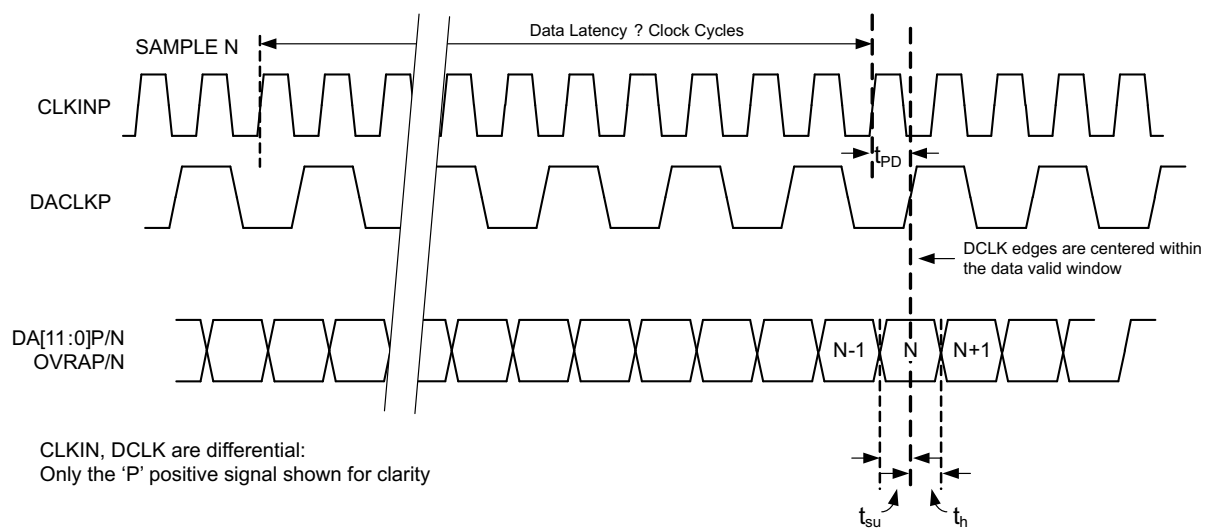 Data Latency ? Clock Cycles
SAMPLE N
CLKINP
tPD
DACLKP
DCLK edges are centered within
the data valid window
DA[11:0]P/N
OVRAP/N
N-1
N
N+1
CLKIN, DCLK are differential:
Only the ‘P’ positive signal shown for clarity
tsu
th